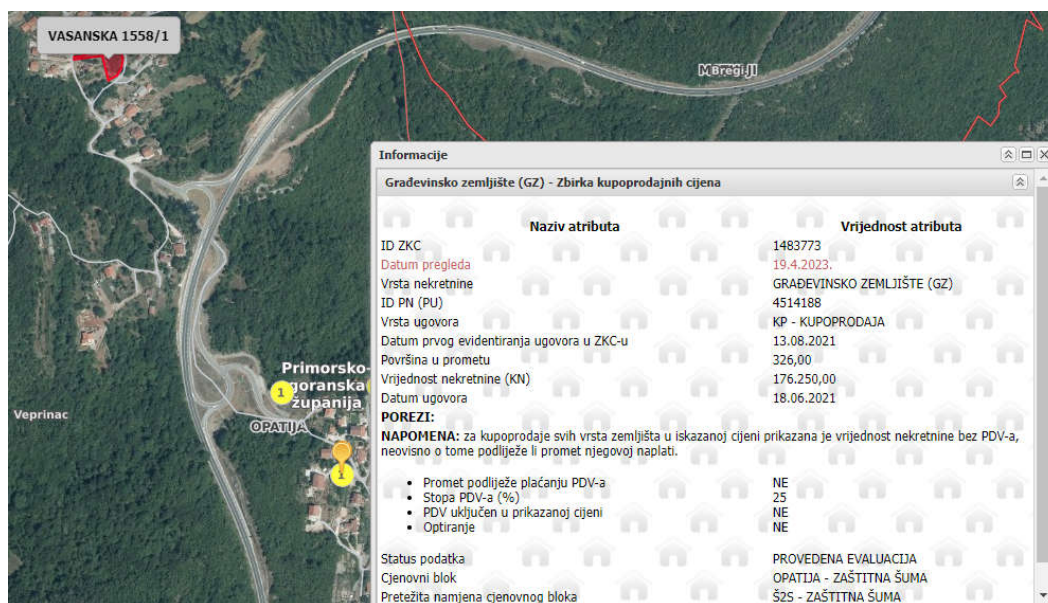 VASANSKA 1558/1
MBregi JI
Informacije
Građevinsko zemljište (GZ) - Zbirka kupoprodajnih cijena
Naziv atributa Vrijednost atributa
ID ZKC 1483773
Datum pregleda 19.4.2023.
Vrsta nekretnine GRAĐEVINSKO ZEMLJIŠTE (GZ)
ID PN (PU) 4514188
Vrsta ugovora KP - KUPOPRODAJA
Datum prvog evidentiranja ugovora u ZKC-u 13.08.2021
Površina u prometu 326,00
Vrijednost nekretnine (KN) 176.250,00
Datum ugovora 18.06.2021
POREZI:
NAPOMENA: za kupoprodaje svih vrsta zemljišta u iskazanoj cijeni prikazana je vrijednost nekretnine bez PDV-a,
neovisno o tome podliježe li promet njegovoj naplati.
• Promet podliježe plaćanju PDV-a NE
• Stopa PDV-a (%) 25
• PDV uključen u prikazanoj cijeni NE
• Optiranje NE
Status podatka PROVEDENA EVALUACIJA
Cjenovni blok OPATIJA - ZAŠTITNA ŠUMA
Pretežita namjena cjenovnog bloka Š2S - ZAŠTITNA ŠUMA
Primorsko-
goranska
županija
1
Veprinac
OPATIJA
1